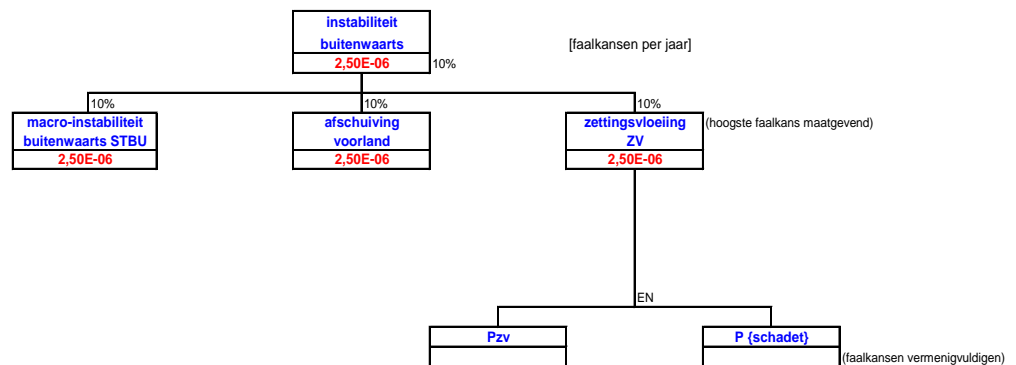 instabiliteit
buitenwaarts
[faalkansen per jaar]
2,50E-06
10%
10%
10%
10%
macro-instabiliteit
buitenwaarts STBU
2,50E-06
afschuiving
voorland
2,50E-06
zettingsvloeiing
ZV
(hoogste faalkans maatgevend)
2,50E-06
EN
Pzv
P {schadet}
(faalkansen vermenigvuldigen)